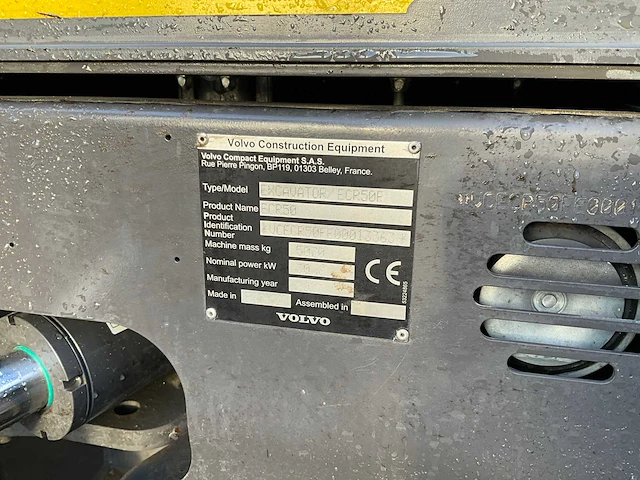 Volvo Construction Equipment
Volvo Compact Equipment S.A.S.
Rue Pierre Pingon, BP119, 01303 Belley, France.
Type/Model EXCAVATOR/ECR50F
Product Name ECR50
Product
Identification
Number
Machine mass kg
Nominal power kW
Manufacturing year
Made in Assembled in
VOLVO
CE